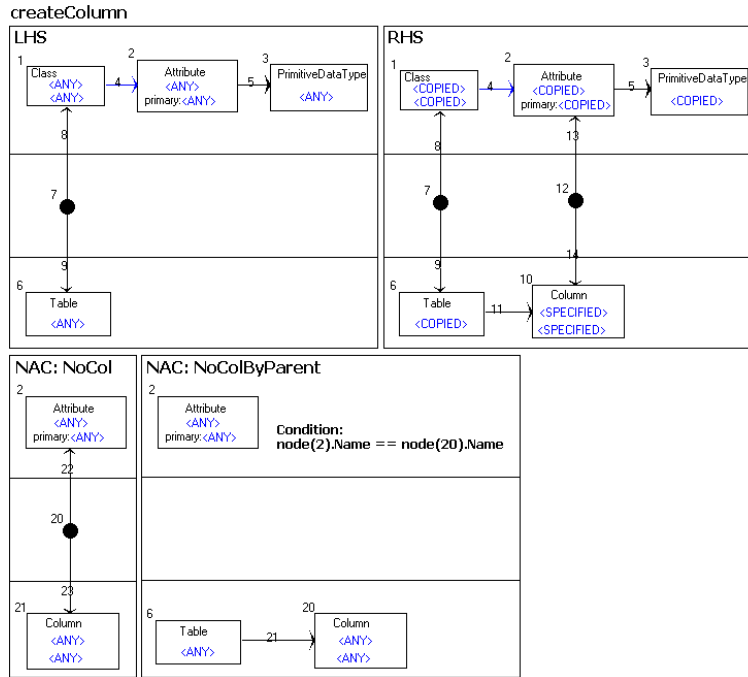 createColumn
LHS
1
Class
<ANY>
<ANY>
4
2
Attribute
<ANY>
primary:<ANY>
5
3
PrimitiveDataType
<ANY>
8
7
9
6
Table
<ANY>
RHS
1
Class
<COPIED>
<COPIED>
4
2
Attribute
<COPIED>
primary:<COPIED>
5
3
PrimitiveDataType
<COPIED>
8
13
7
12
9
14
6
Table
<COPIED>
11
10
Column
<SPECIFIED>
<SPECIFIED>
NAC: NoCol
2
Attribute
<ANY>
primary:<ANY>
22
20
23
21
Column
<ANY>
<ANY>
NAC: NoColByParent
2
Attribute
<ANY>
primary:<ANY>
Condition:
node(2).Name == node(20).Name
6
Table
<ANY>
21
20
Column
<ANY>
<ANY>